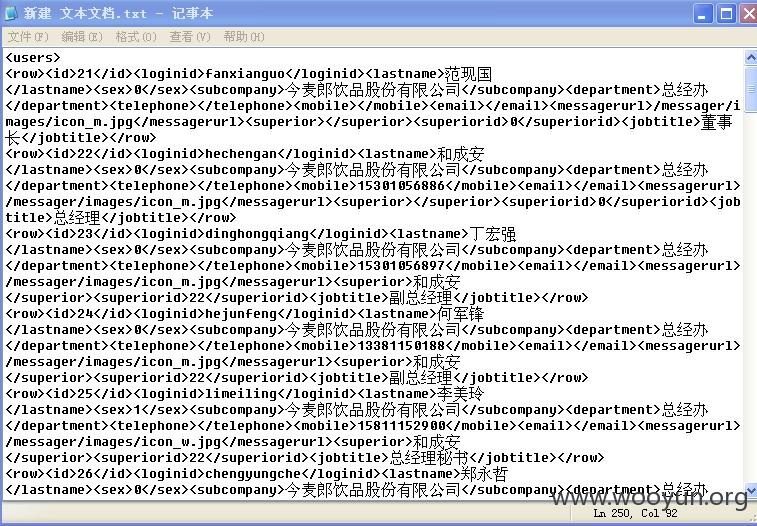 新建 文本文档.txt - 记事本
文件(F) 编辑(E) 格式(O) 查看(V) 帮助(H)
<users>
<row><id>21</id><loginid>fanxianguo</loginid><lastname>范现国
</lastname><sex>0</sex><subcompany>今麦郎饮品股份有限公司</subcompany><department>总经办
</department><telephone></telephone><mobile></mobile><email></email><messagerurl>/messager/i
mages/icon_m.jpg</messagerurl><superior></superior><superiorid>0</superiorid><jobtitle>董事
长</jobtitle></row>
<row><id>22</id><loginid>hechengan</loginid><lastname>和成安
</lastname><sex>0</sex><subcompany>今麦郎饮品股份有限公司</subcompany><department>总经办
</department><telephone></telephone><mobile>15301056886</mobile><email></email><messagerurl>
/messager/images/icon_m.jpg</messagerurl><superior></superior><superiorid>0</superiorid><job
title>总经理</jobtitle></row>
<row><id>23</id><loginid>dinghongqiang</loginid><lastname>丁宏强
</lastname><sex>0</sex><subcompany>今麦郎饮品股份有限公司</subcompany><department>总经办
</department><telephone></telephone><mobile>15301056897</mobile><email></email><messagerurl>
/messager/images/icon_m.jpg</messagerurl><superior>和成安
</superior><superiorid>22</superiorid><jobtitle>副总经理</jobtitle></row>
<row><id>24</id><loginid>hejunfeng</loginid><lastname>何军锋
</lastname><sex>0</sex><subcompany>今麦郎饮品股份有限公司</subcompany><department>总经办
</department><telephone></telephone><mobile>13381150188</mobile><email></email><messagerurl>
/messager/images/icon_m.jpg</messagerurl><superior>和成安
</superior><superiorid>22</superiorid><jobtitle>副总经理</jobtitle></row>
<row><id>25</id><loginid>limeiling</loginid><lastname>李美玲
</lastname><sex>1</sex><subcompany>今麦郎饮品股份有限公司</subcompany><department>总经办
</department><telephone></telephone><mobile>15811152900</mobile><email></email><messagerurl>
/messager/images/icon_w.jpg</messagerurl><superior>和成安
</superior><superiorid>22</superiorid><jobtitle>总经理秘书</jobtitle></row>
<row><id>26</id><loginid>chengyungche</loginid><lastname>郑永哲
</lastname><sex>0</sex><subcompany>今麦郎饮品股份有限公司</subcompany><department>总经办
www.wooyun.org
Ln 250, Col 92